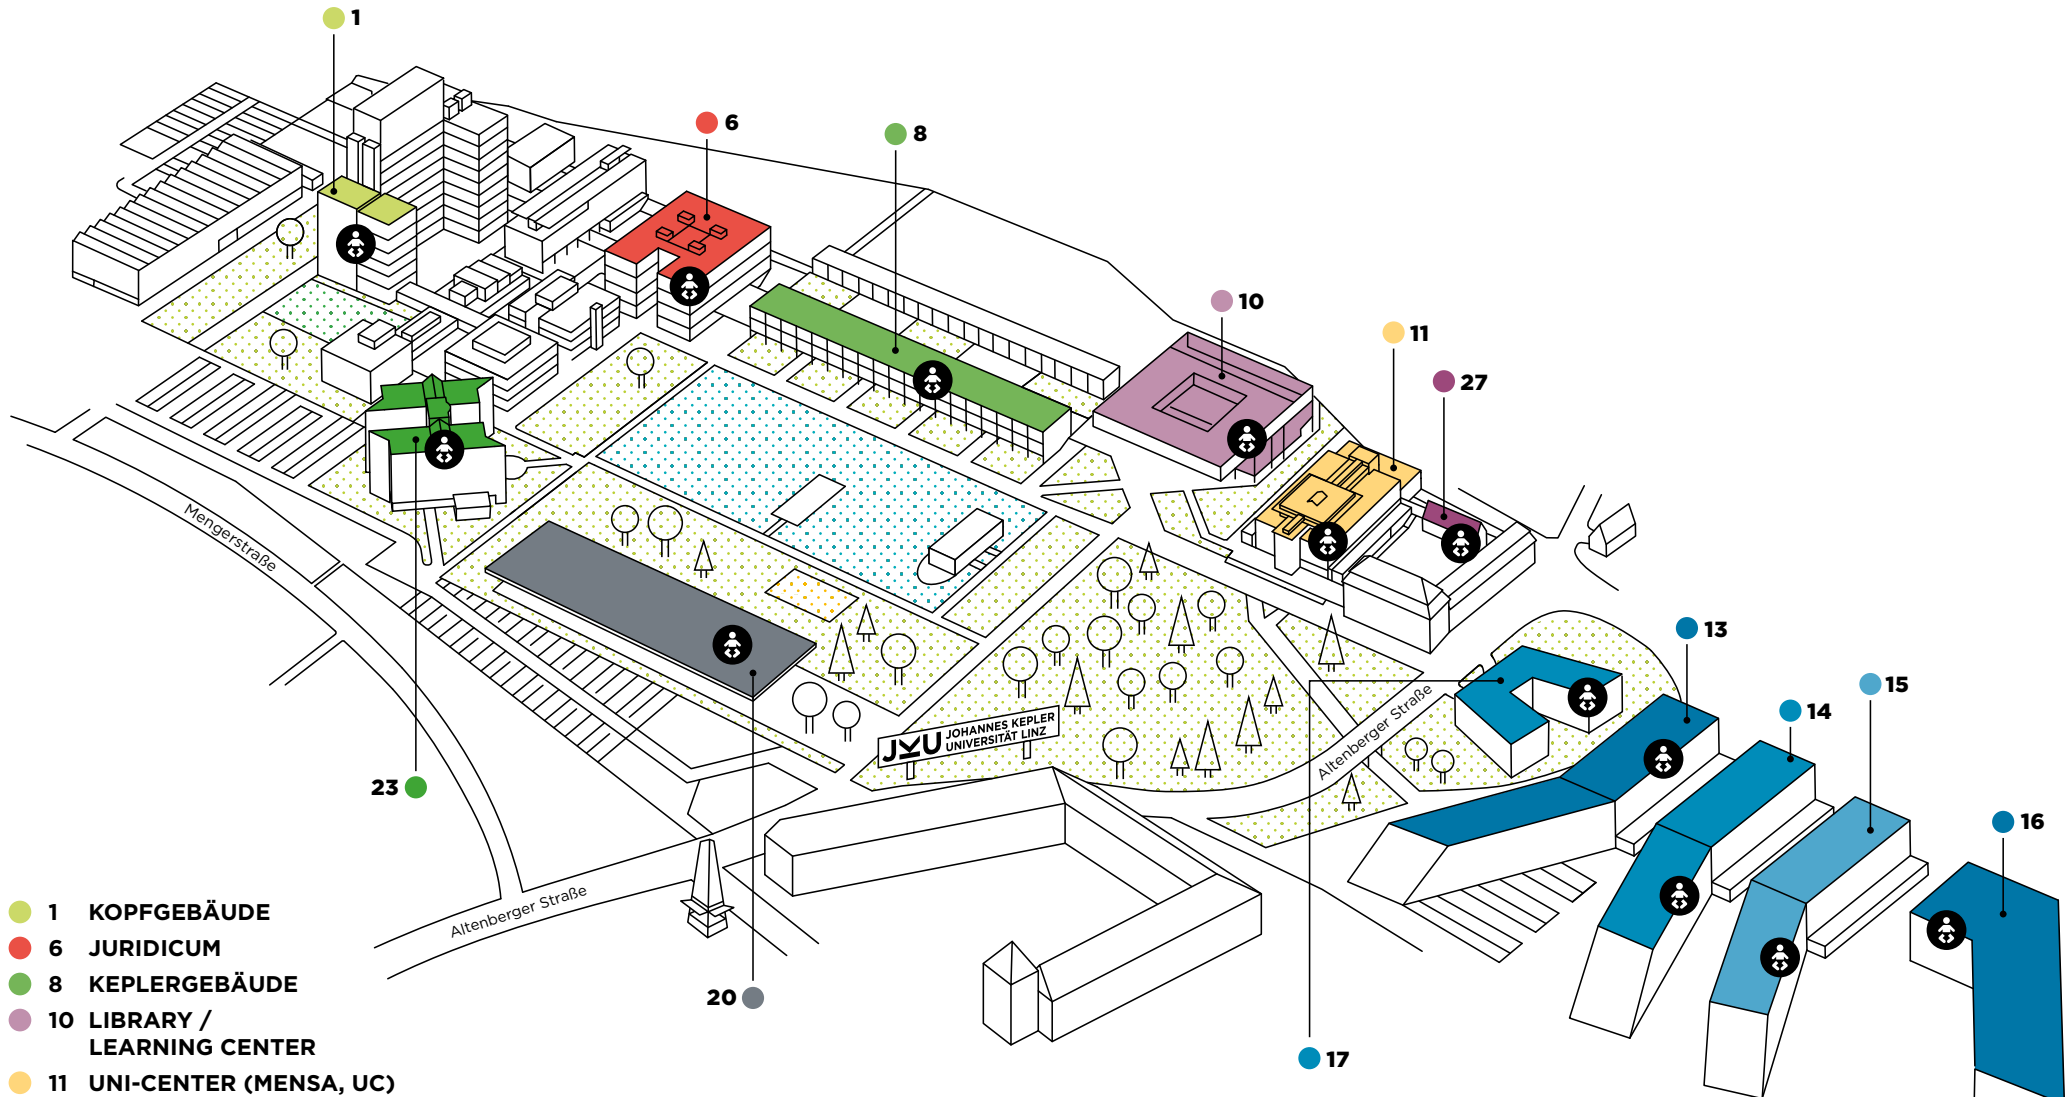 1
6
8
10
11
27
13
15
14
16
Mengerstraße
JKU JOHANNES KEPLER
UNIVERSITÄT LINZ
Altenberger Straße
23
Altenberger Straße
20
17
1 KOPFGEBÄUDE
6 JURIDICUM
8 KEPLERGEBÄUDE
10 LIBRARY /
LEARNING CENTER
11 UNI-CENTER (MENSA, UC)